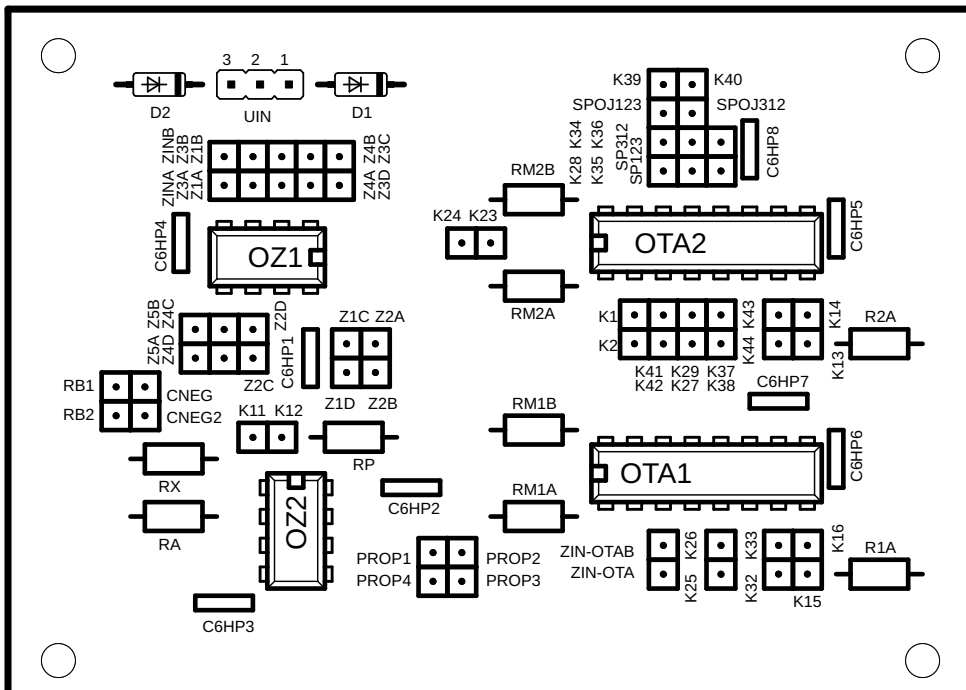 3 2 1
D2
UIN
D1
K39
K40
SPOJ123
SPOJ312
ZINB
Z3B
Z1B
Z4B
Z3C
ZINA
Z3A
Z1A
Z4A
Z3D
K28
K34
K35
K36
SP312
SP123
C6HP8
RM2B
C6HP4
OZ1
K24 K23
OTA2
C6HP5
RM2A
Z5B
Z4C
Z2D
Z5A
Z4D
Z2C
C6HP1
Z1C Z2A
Z1D Z2B
K1
K2
K43
K44
K14
K13
R2A
K41 K29 K37
K42 K27 K38
C6HP7
RB1
CNEG
RB2
CNEG2
K11 K12
RP
RM1B
RX
OTA1
C6HP6
RA
OZ2
C6HP2
RM1A
PROP1
PROP2
PROP4
PROP3
ZIN-OTAB
ZIN-OTA
K26
K25
K33
K32
K16
K15
R1A
C6HP3